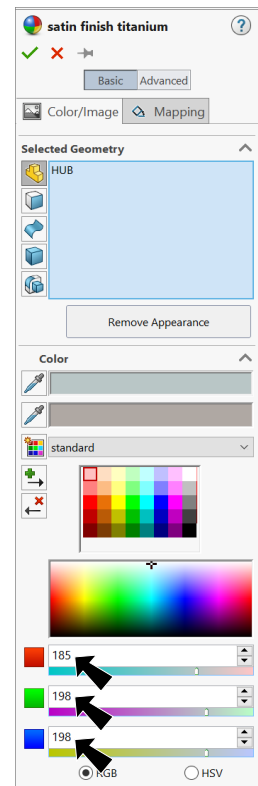 satin finish titanium ?
Basic Advanced
Color/Image Mapping
Selected Geometry
HUB
Remove Appearance
Color
standard
185
198
198
RGB HSV